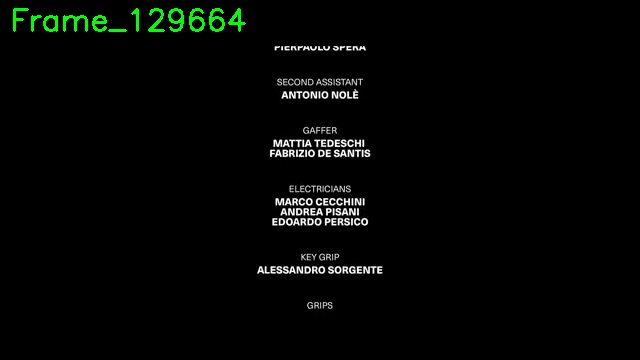 Frame_129664
PIERPAOLO SPERA
SECOND ASSISTANT
ANTONIO NOLÈ
GAFFER
MATTIA TEDESCHI
FABRIZIO DE SANTIS
ELECTRICIANS
MARCO CECCHINI
ANDREA PISANI
EDOARDO PERSICO
KEY GRIP
ALESSANDRO SORGENTE
GRIPS